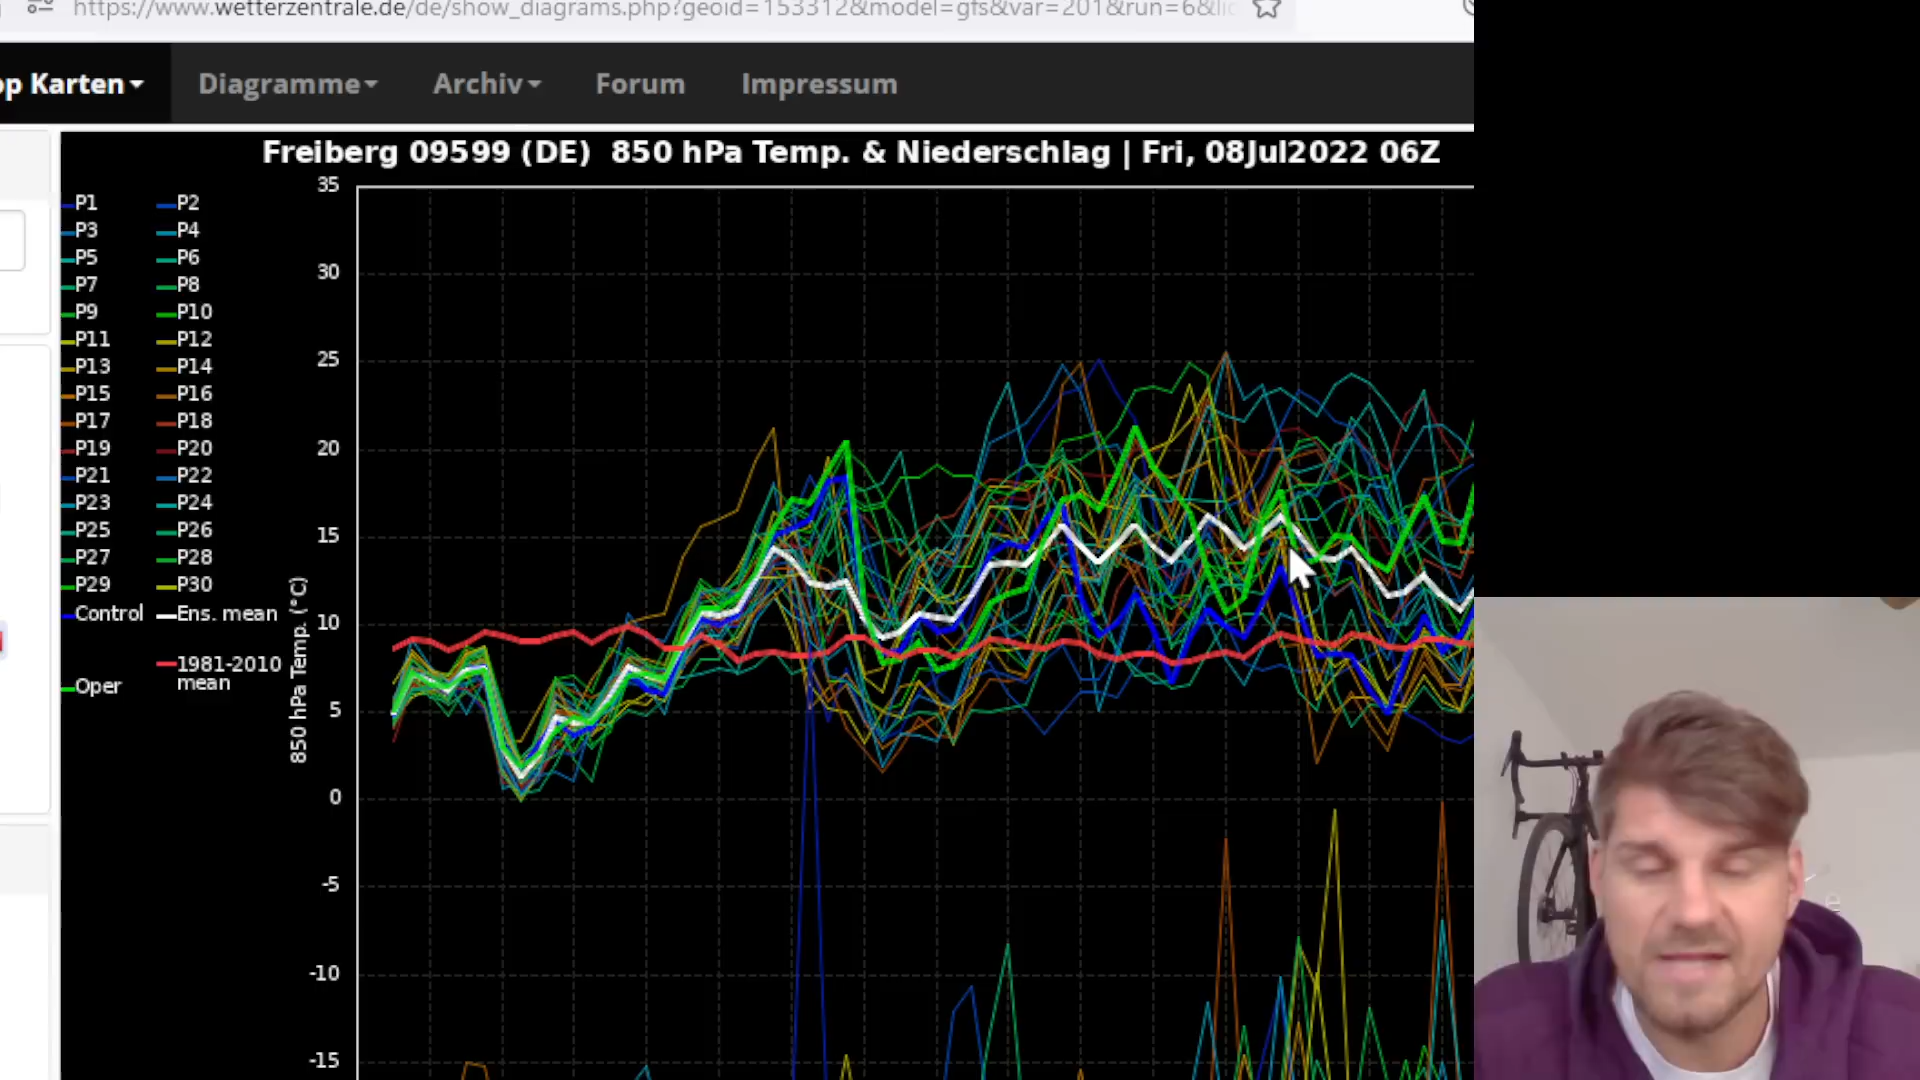 https://www.wetterzentrale.de/de/show_diagrams.php?geoid=153312&model=gfs&var=201&run=6&li
op Karten Diagramme Archiv Forum Impressum
Freiberg 09599 (DE) 850 hPa Temp. & Niederschlag | Fri, 08Jul2022 06Z
P1 P2
P3 P4
P5 P6
P7 P8
P9 P10
P11 P12
P13 P14
P15 P16
P17 P18
P19 P20
P21 P22
P23 P24
P25 P26
P27 P28
P29 P30
Control Ens. mean
1981-2010
mean
Oper
850 hPa Temp. (°C)
35
30
25
20
15
10
5
0
-5
-10
-15